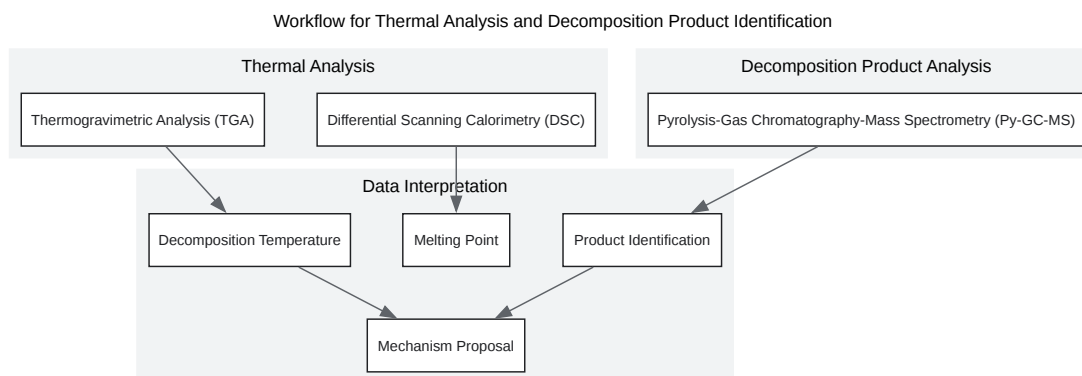 Workflow for Thermal Analysis and Decomposition Product Identification
Thermal Analysis
Decomposition Product Analysis
Thermogravimetric Analysis (TGA)
Differential Scanning Calorimetry (DSC)
Pyrolysis-Gas Chromatography-Mass Spectrometry (Py-GC-MS)
Data Interpretation
Decomposition Temperature
Melting Point
Product Identification
Mechanism Proposal